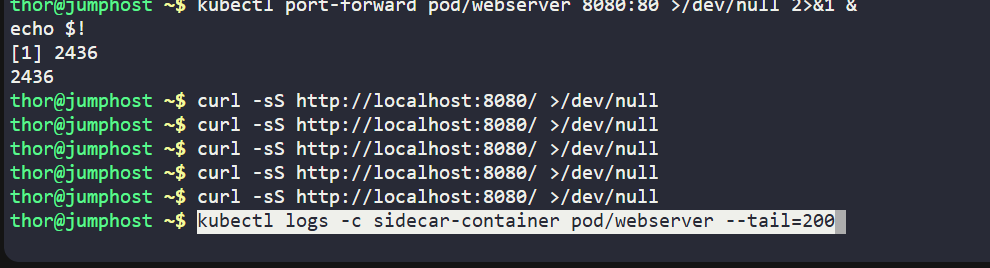 thor@jumphost ~$ kubectl port-forward pod/webserver 8080:80 >/dev/null 2>&1 &
echo $!
[1] 2436
2436
thor@jumphost ~$ curl -sS http://localhost:8080/ >/dev/null
thor@jumphost ~$ curl -sS http://localhost:8080/ >/dev/null
thor@jumphost ~$ curl -sS http://localhost:8080/ >/dev/null
thor@jumphost ~$ curl -sS http://localhost:8080/ >/dev/null
thor@jumphost ~$ curl -sS http://localhost:8080/ >/dev/null
thor@jumphost ~$ kubectl logs -c sidecar-container pod/webserver --tail=200